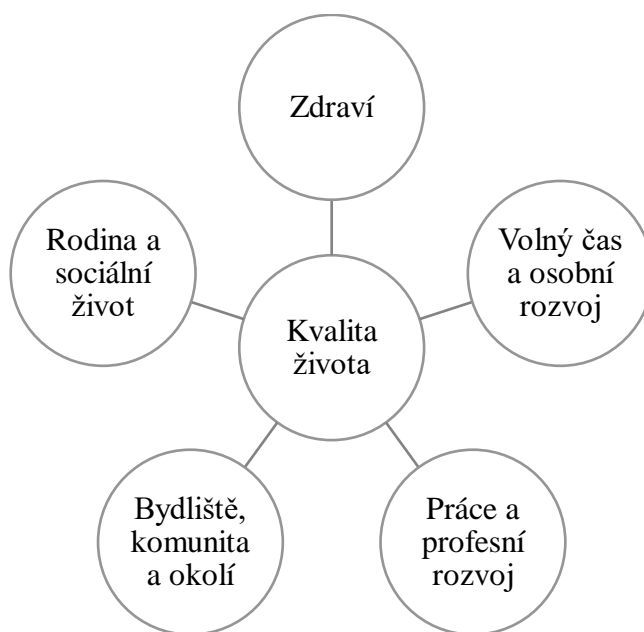 Zdraví
Rodina a
sociální
život
Volný čas
a osobní
rozvoj
Kvalita
života
Bydliště,
komunita
a okolí
Práce a
profesní
rozvoj